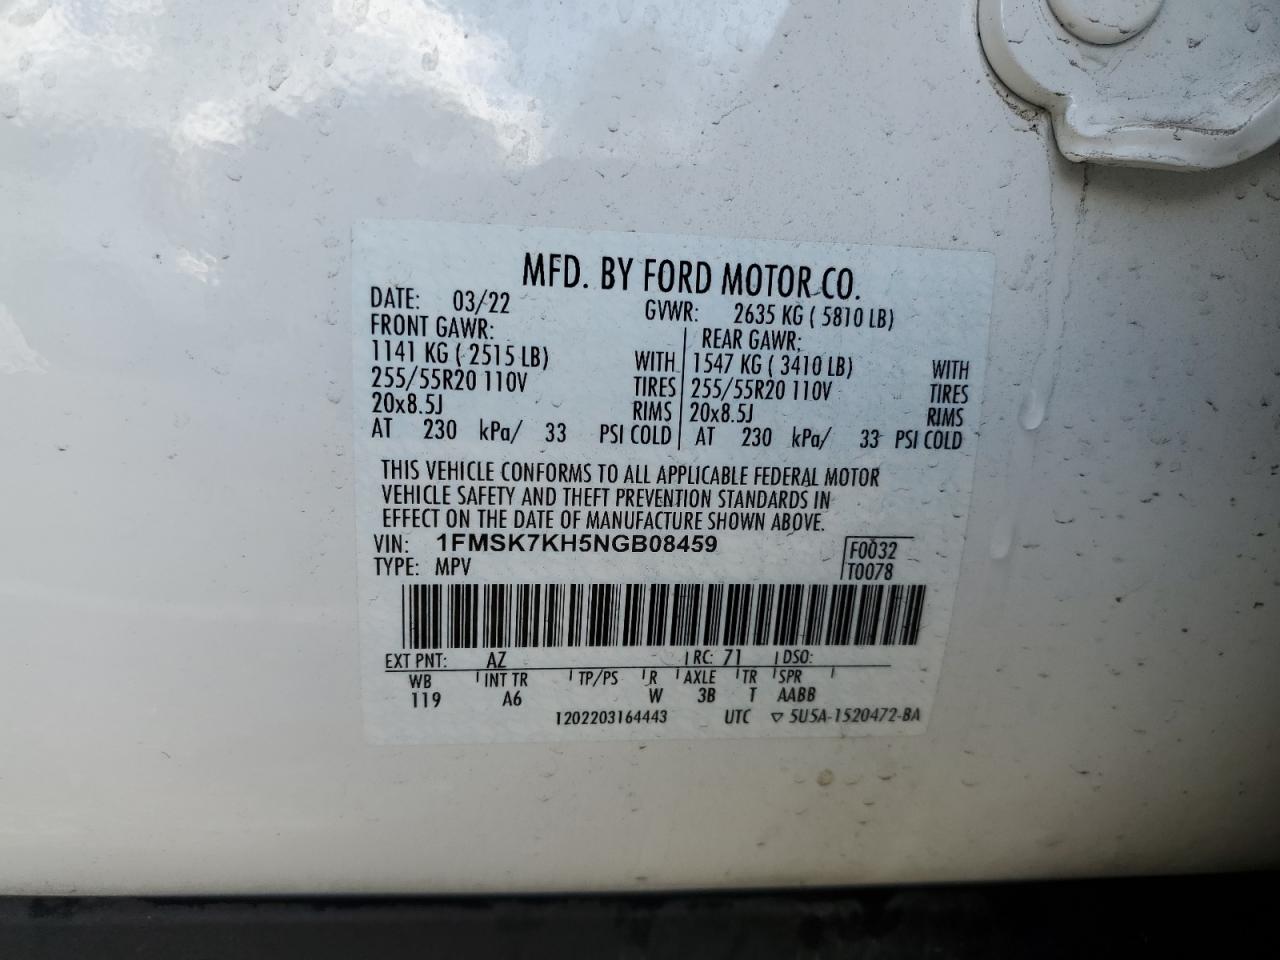 MFD. BY FORD MOTOR CO.
DATE: 03/22 GVWR: 2635 KG ( 5810 LB)
FRONT GAWR: REAR GAWR:
1141 KG ( 2515 LB) WITH 1547 KG ( 3410 LB) WITH
255/55R20 110V TIRES 255/55R20 110V TIRES
20x8.5J RIMS 20x8.5J RIMS
AT 230 kPa/ 33 PSI COLD AT 230 kPa/ 33 PSI COLD
THIS VEHICLE CONFORMS TO ALL APPLICABLE FEDERAL MOTOR
VEHICLE SAFETY AND THEFT PREVENTION STANDARDS IN
EFFECT ON THE DATE OF MANUFACTURE SHOWN ABOVE.
VIN: 1FMSK7KH5NGB08459 F0032
TYPE: MPV T0078
EXT PNT: AZ RC: 71 DSO:
WB INT TR TP/PS R AXLE TR SPR
119 A6 W 3B T AABB
1202203164443 UTC ▽ 5U5A-1520472-BA